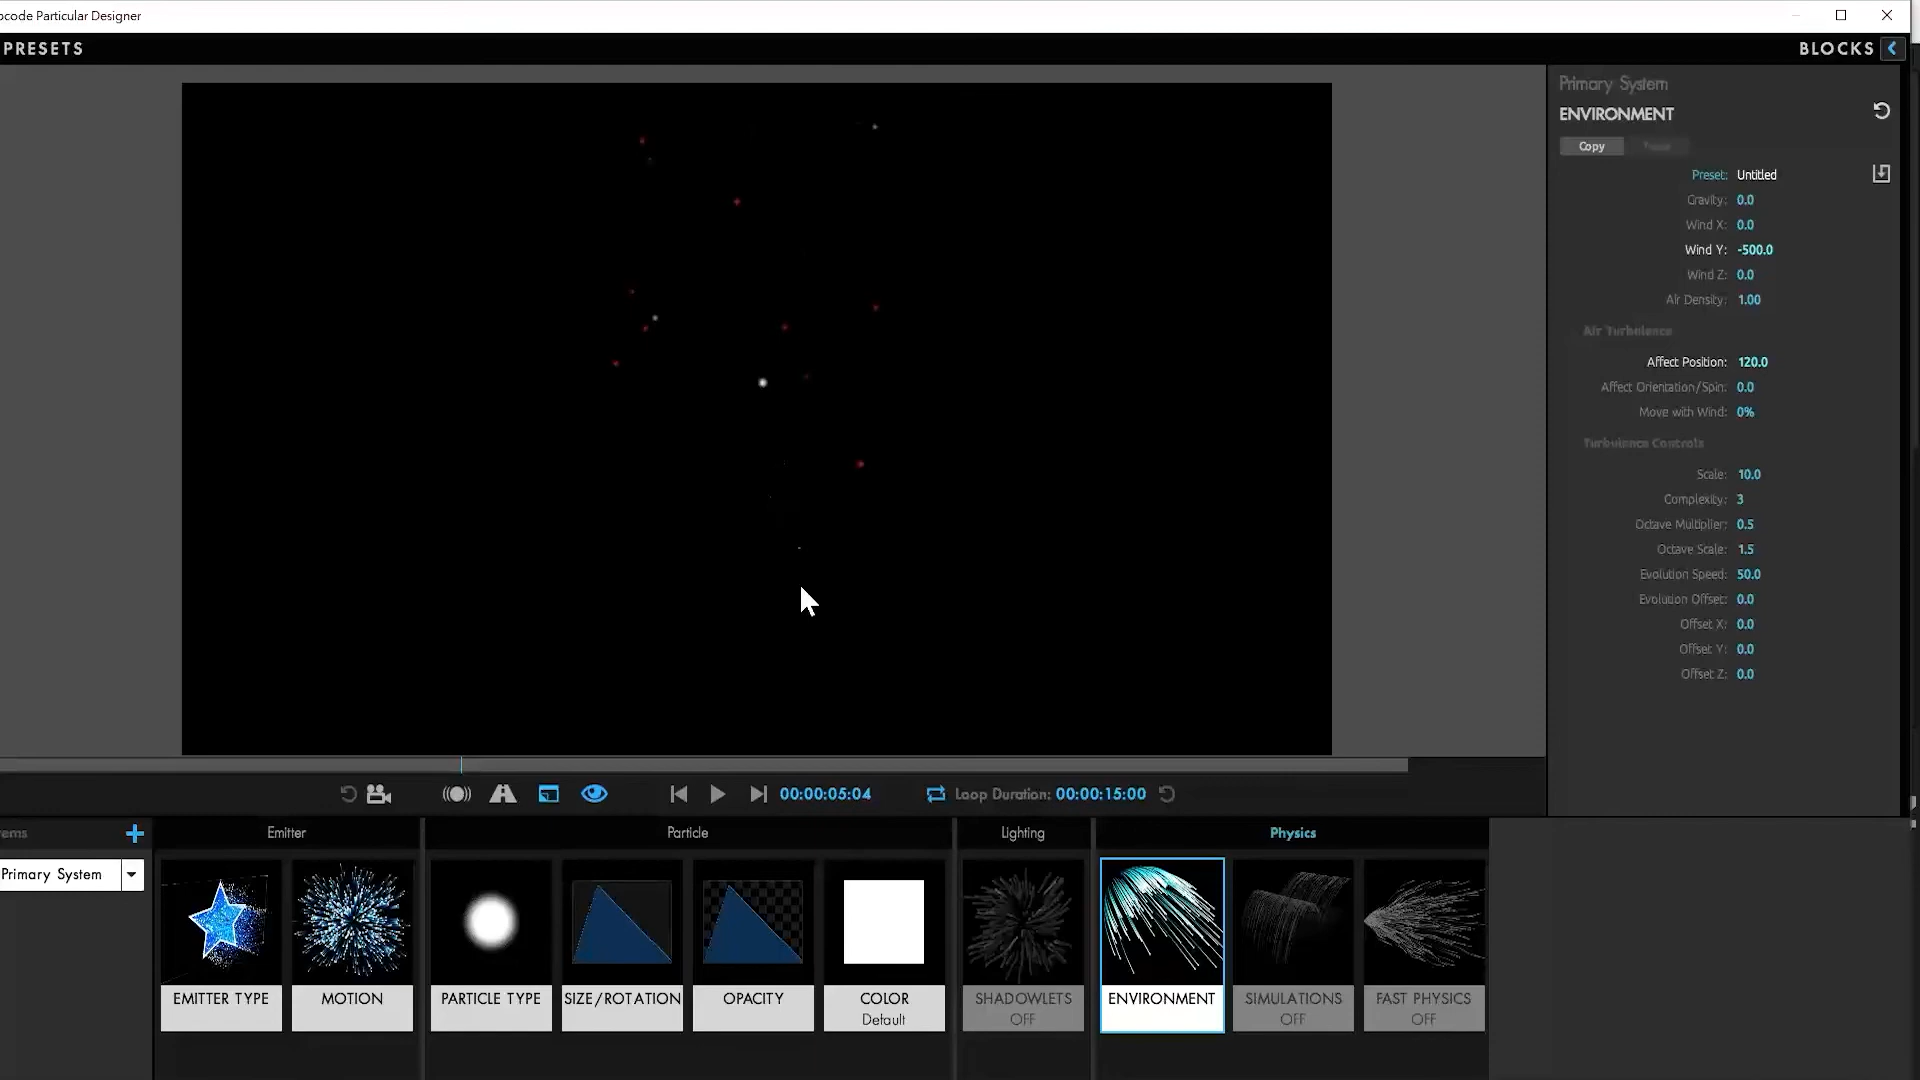 ocode Particular Designer
PRESETS
BLOCKS
Primary System
ENVIRONMENT
Copy
Preset: Untitled
Gravity: 0.0
Wind X: 0.0
Wind Y: -500.0
Wind Z: 0.0
Air Density: 1.00
Air Turbulence
Affect Position: 120.0
Affect Orientation/Spin: 0.0
Move with Wind: 0%
Turbulence Controls
Scale: 10.0
Complexity: 3
Octave Multiplier: 0.5
Octave Scale: 1.5
Evolution Speed: 50.0
Evolution Offset: 0.0
Offset X: 0.0
Offset Y: 0.0
Offset Z: 0.0
00:00:05:04
Loop Duration: 00:00:15:00
ems
Emitter
Particle
Lighting
Physics
Primary System
EMITTER TYPE
MOTION
PARTICLE TYPE
SIZE/ROTATION
OPACITY
COLOR
Default
SHADOWLETS
OFF
ENVIRONMENT
SIMULATIONS
OFF
FAST PHYSICS
OFF